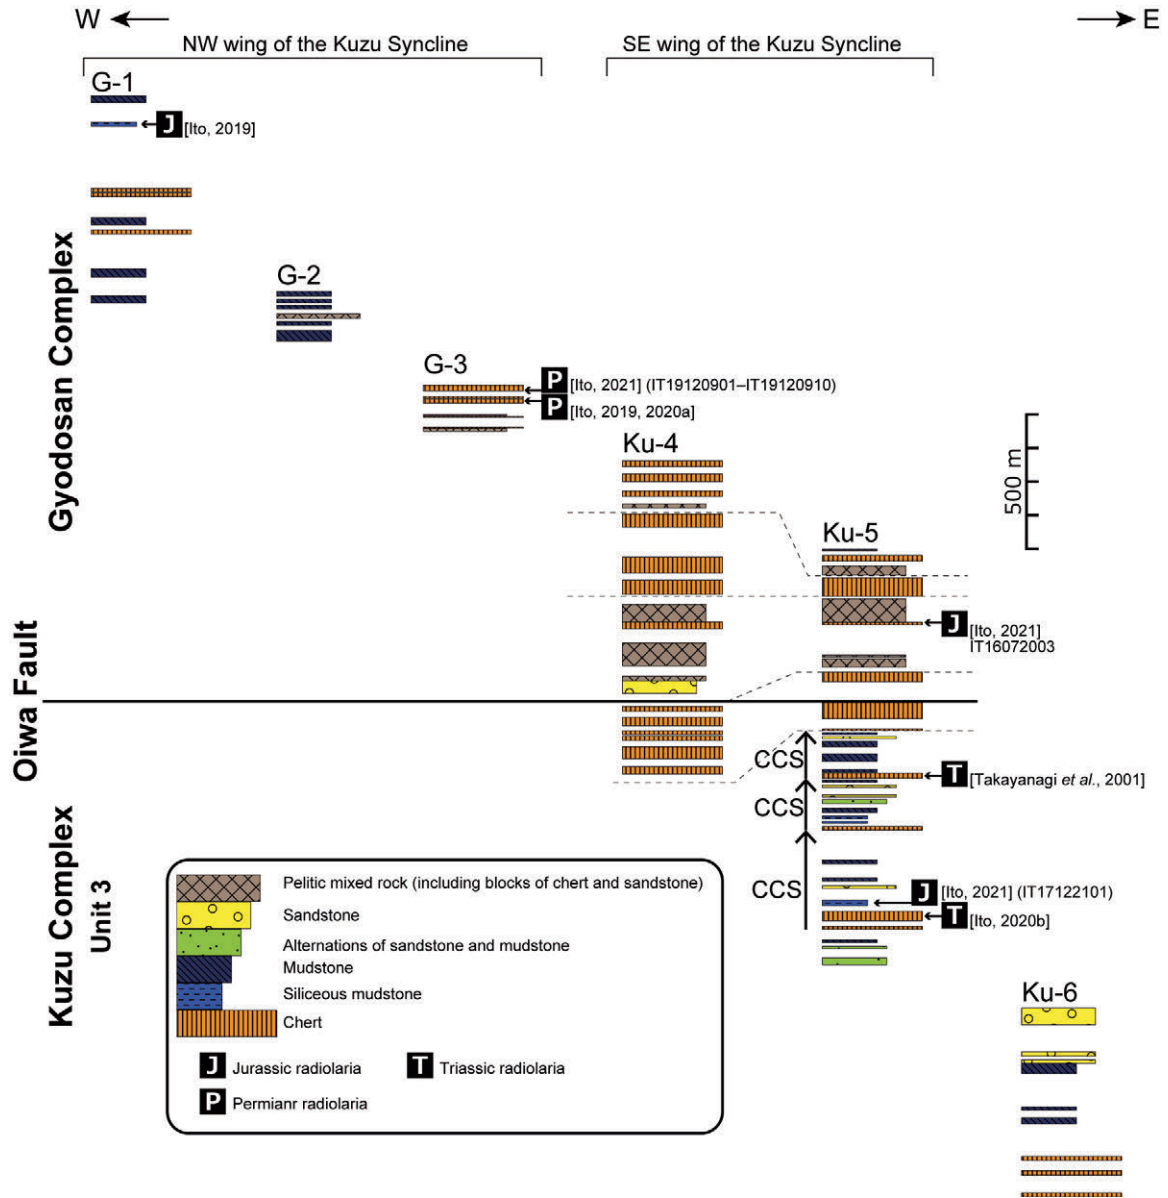 W
E
NW wing of the Kuzu Syncline
SE wing of the Kuzu Syncline
G-1
J [Ito, 2019]
G-2
G-3
P [Ito, 2021] (IT19120901–IT19120910)
P [Ito, 2019, 2020a]
Ku-4
500 m
Ku-5
J [Ito, 2021]
IT16072003
Gyodosan Complex
Oiwa Fault
Kuzu Complex
Unit 3
CCS
T [Takayanagi et al., 2001]
CCS
CCS
J [Ito, 2021] (IT17122101)
T [Ito, 2020b]
Ku-6
Pelitic mixed rock (including blocks of chert and sandstone)
Sandstone
Alternations of sandstone and mudstone
Mudstone
Siliceous mudstone
Chert
J Jurassic radiolaria
T Triassic radiolaria
P Permianr radiolaria